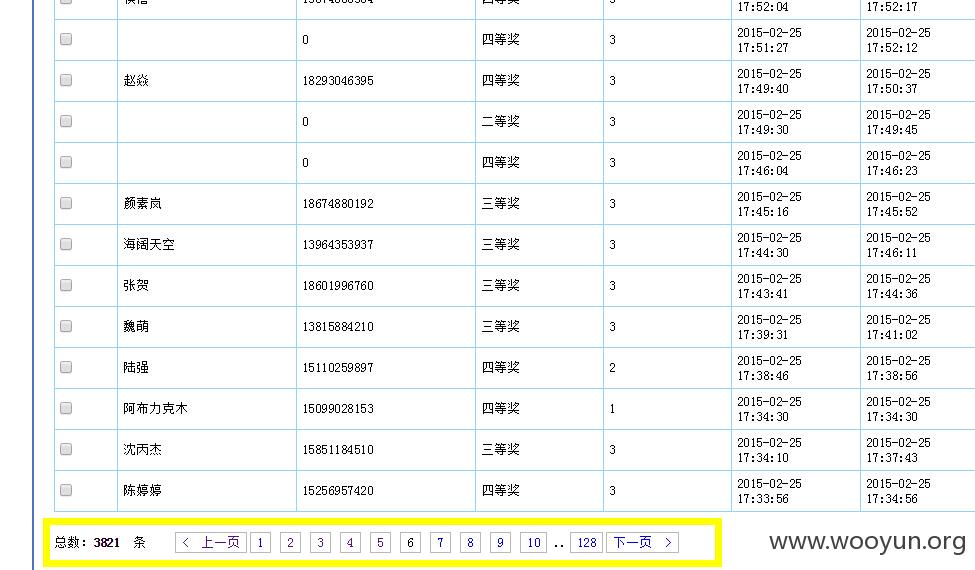 四等奖 3 17:52:04 17:52:17
0 四等奖 3 2015-02-25 17:51:27 2015-02-25 17:52:12
赵焱 18293046395 四等奖 3 2015-02-25 17:49:40 2015-02-25 17:50:37
0 二等奖 3 2015-02-25 17:49:30 2015-02-25 17:49:45
0 四等奖 3 2015-02-25 17:46:04 2015-02-25 17:46:23
颜素岚 18674880192 三等奖 3 2015-02-25 17:45:16 2015-02-25 17:45:52
海阔天空 13964353937 三等奖 3 2015-02-25 17:44:30 2015-02-25 17:46:11
张贺 18601996760 三等奖 3 2015-02-25 17:43:41 2015-02-25 17:44:36
魏萌 13815884210 三等奖 3 2015-02-25 17:39:31 2015-02-25 17:41:02
陆强 15110259897 四等奖 2 2015-02-25 17:38:46 2015-02-25 17:38:56
阿布力克木 15099028153 四等奖 1 2015-02-25 17:34:30 2015-02-25 17:34:30
沈丙杰 15851184510 三等奖 3 2015-02-25 17:34:10 2015-02-25 17:37:43
陈婷婷 15256957420 四等奖 3 2015-02-25 17:33:56 2015-02-25 17:34:56
总数：3821 条 < 上一页 1 2 3 4 5 6 7 8 9 10 .. 128 下一页 >
www.wooyun.org